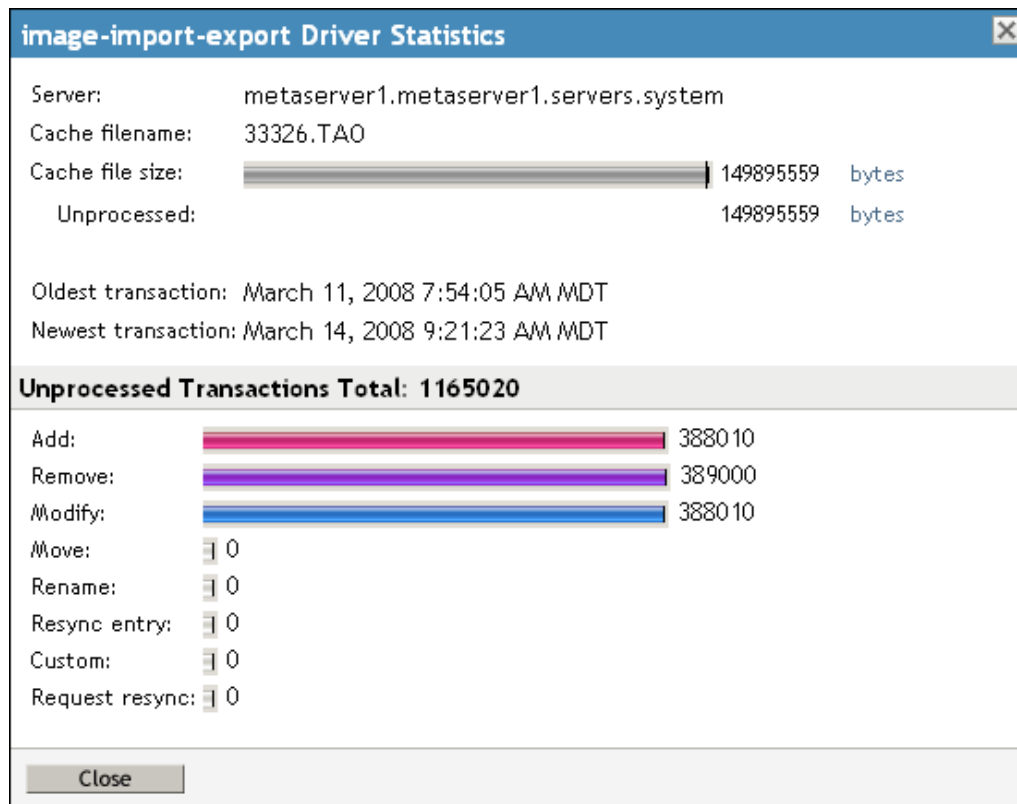 image-import-export Driver Statistics
Server: metaserver1.metaserver1.servers.system
Cache filename: 33326.TAO
Cache file size: 149895559 bytes
Unprocessed: 149895559 bytes
Oldest transaction: March 11, 2008 7:54:05 AM MDT
Newest transaction: March 14, 2008 9:21:23 AM MDT
Unprocessed Transactions Total: 1165020
Add: 388010
Remove: 389000
Modify: 388010
Move: 0
Rename: 0
Resync entry: 0
Custom: 0
Request resync: 0
Close